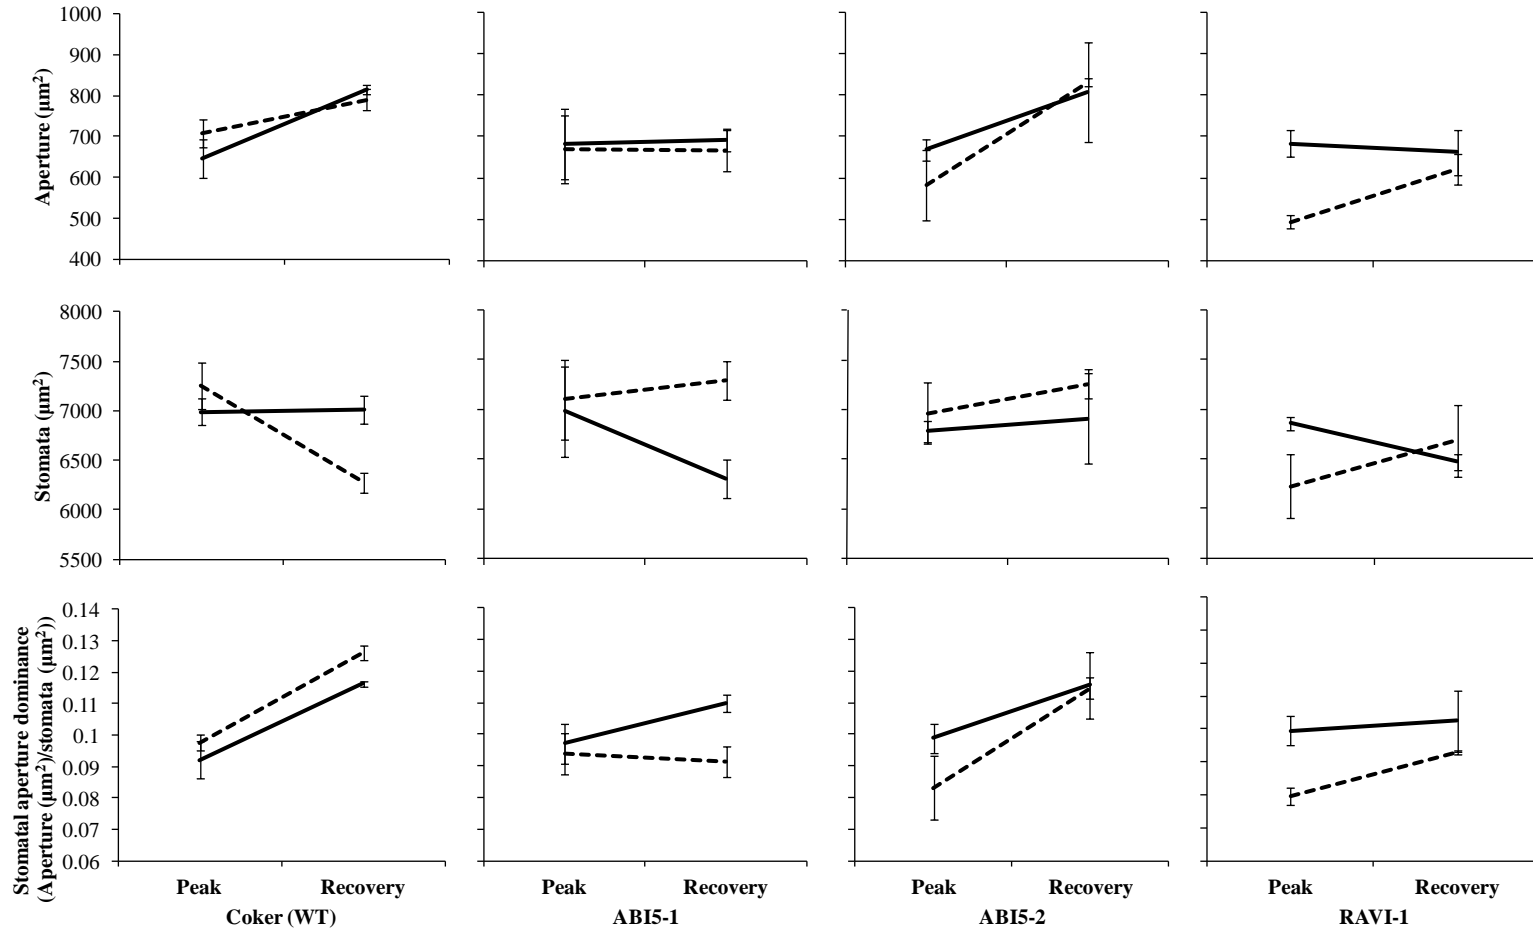 1000
900
800
700
600
500
400
Aperture (µm²)
8000
7500
7000
6500
6000
5500
Stomata (µm²)
0.14
0.13
0.12
0.11
0.1
0.09
0.08
0.07
0.06
Stomatal aperture dominance
(Aperture (µm²)/stomata (µm²))
Peak Recovery
Coker (WT)
Peak Recovery
ABI5-1
Peak Recovery
ABI5-2
Peak Recovery
RAVI-1